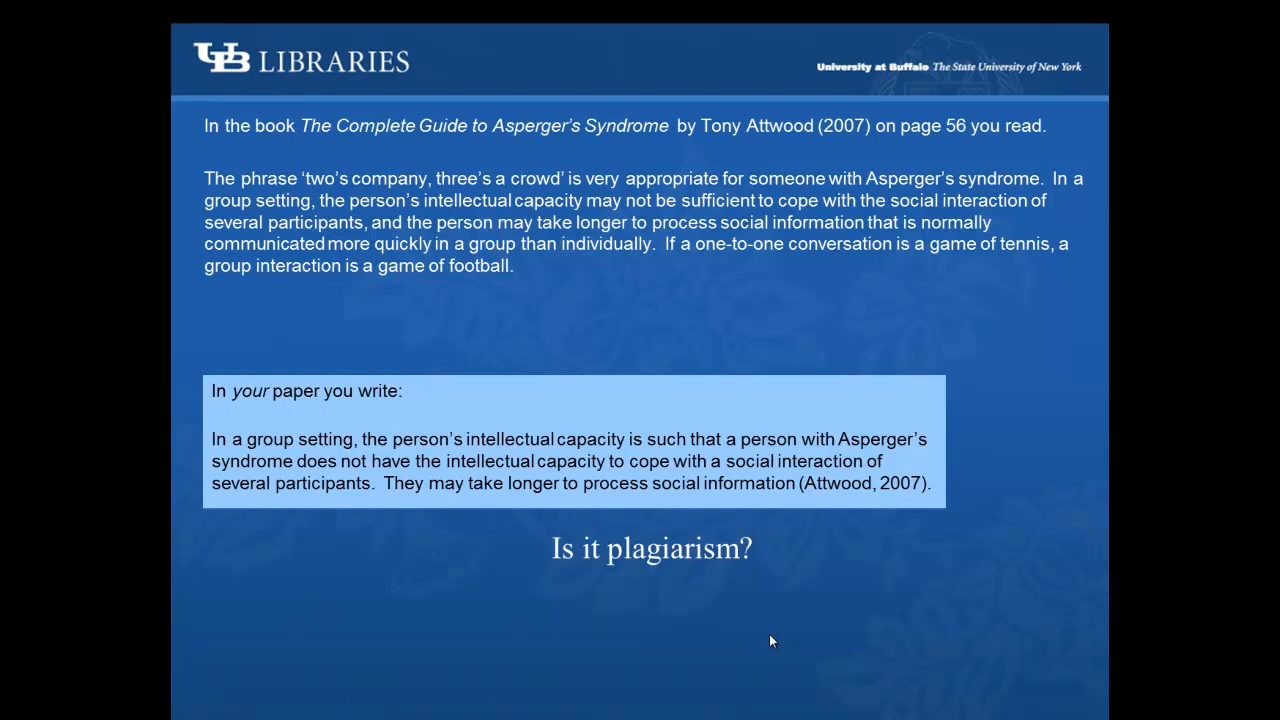 UB LIBRARIES
University at Buffalo The State University of New York
In the book The Complete Guide to Asperger's Syndrome by Tony Attwood (2007) on page 56 you read.
The phrase ‘two’s company, three’s a crowd’ is very appropriate for someone with Asperger’s syndrome. In a
group setting, the person’s intellectual capacity may not be sufficient to cope with the social interaction of
several participants, and the person may take longer to process social information that is normally
communicated more quickly in a group than individually. If a one-to-one conversation is a game of tennis, a
group interaction is a game of football.
In your paper you write:
In a group setting, the person’s intellectual capacity is such that a person with Asperger’s
syndrome does not have the intellectual capacity to cope with a social interaction of
several participants. They may take longer to process social information (Attwood, 2007).
Is it plagiarism?